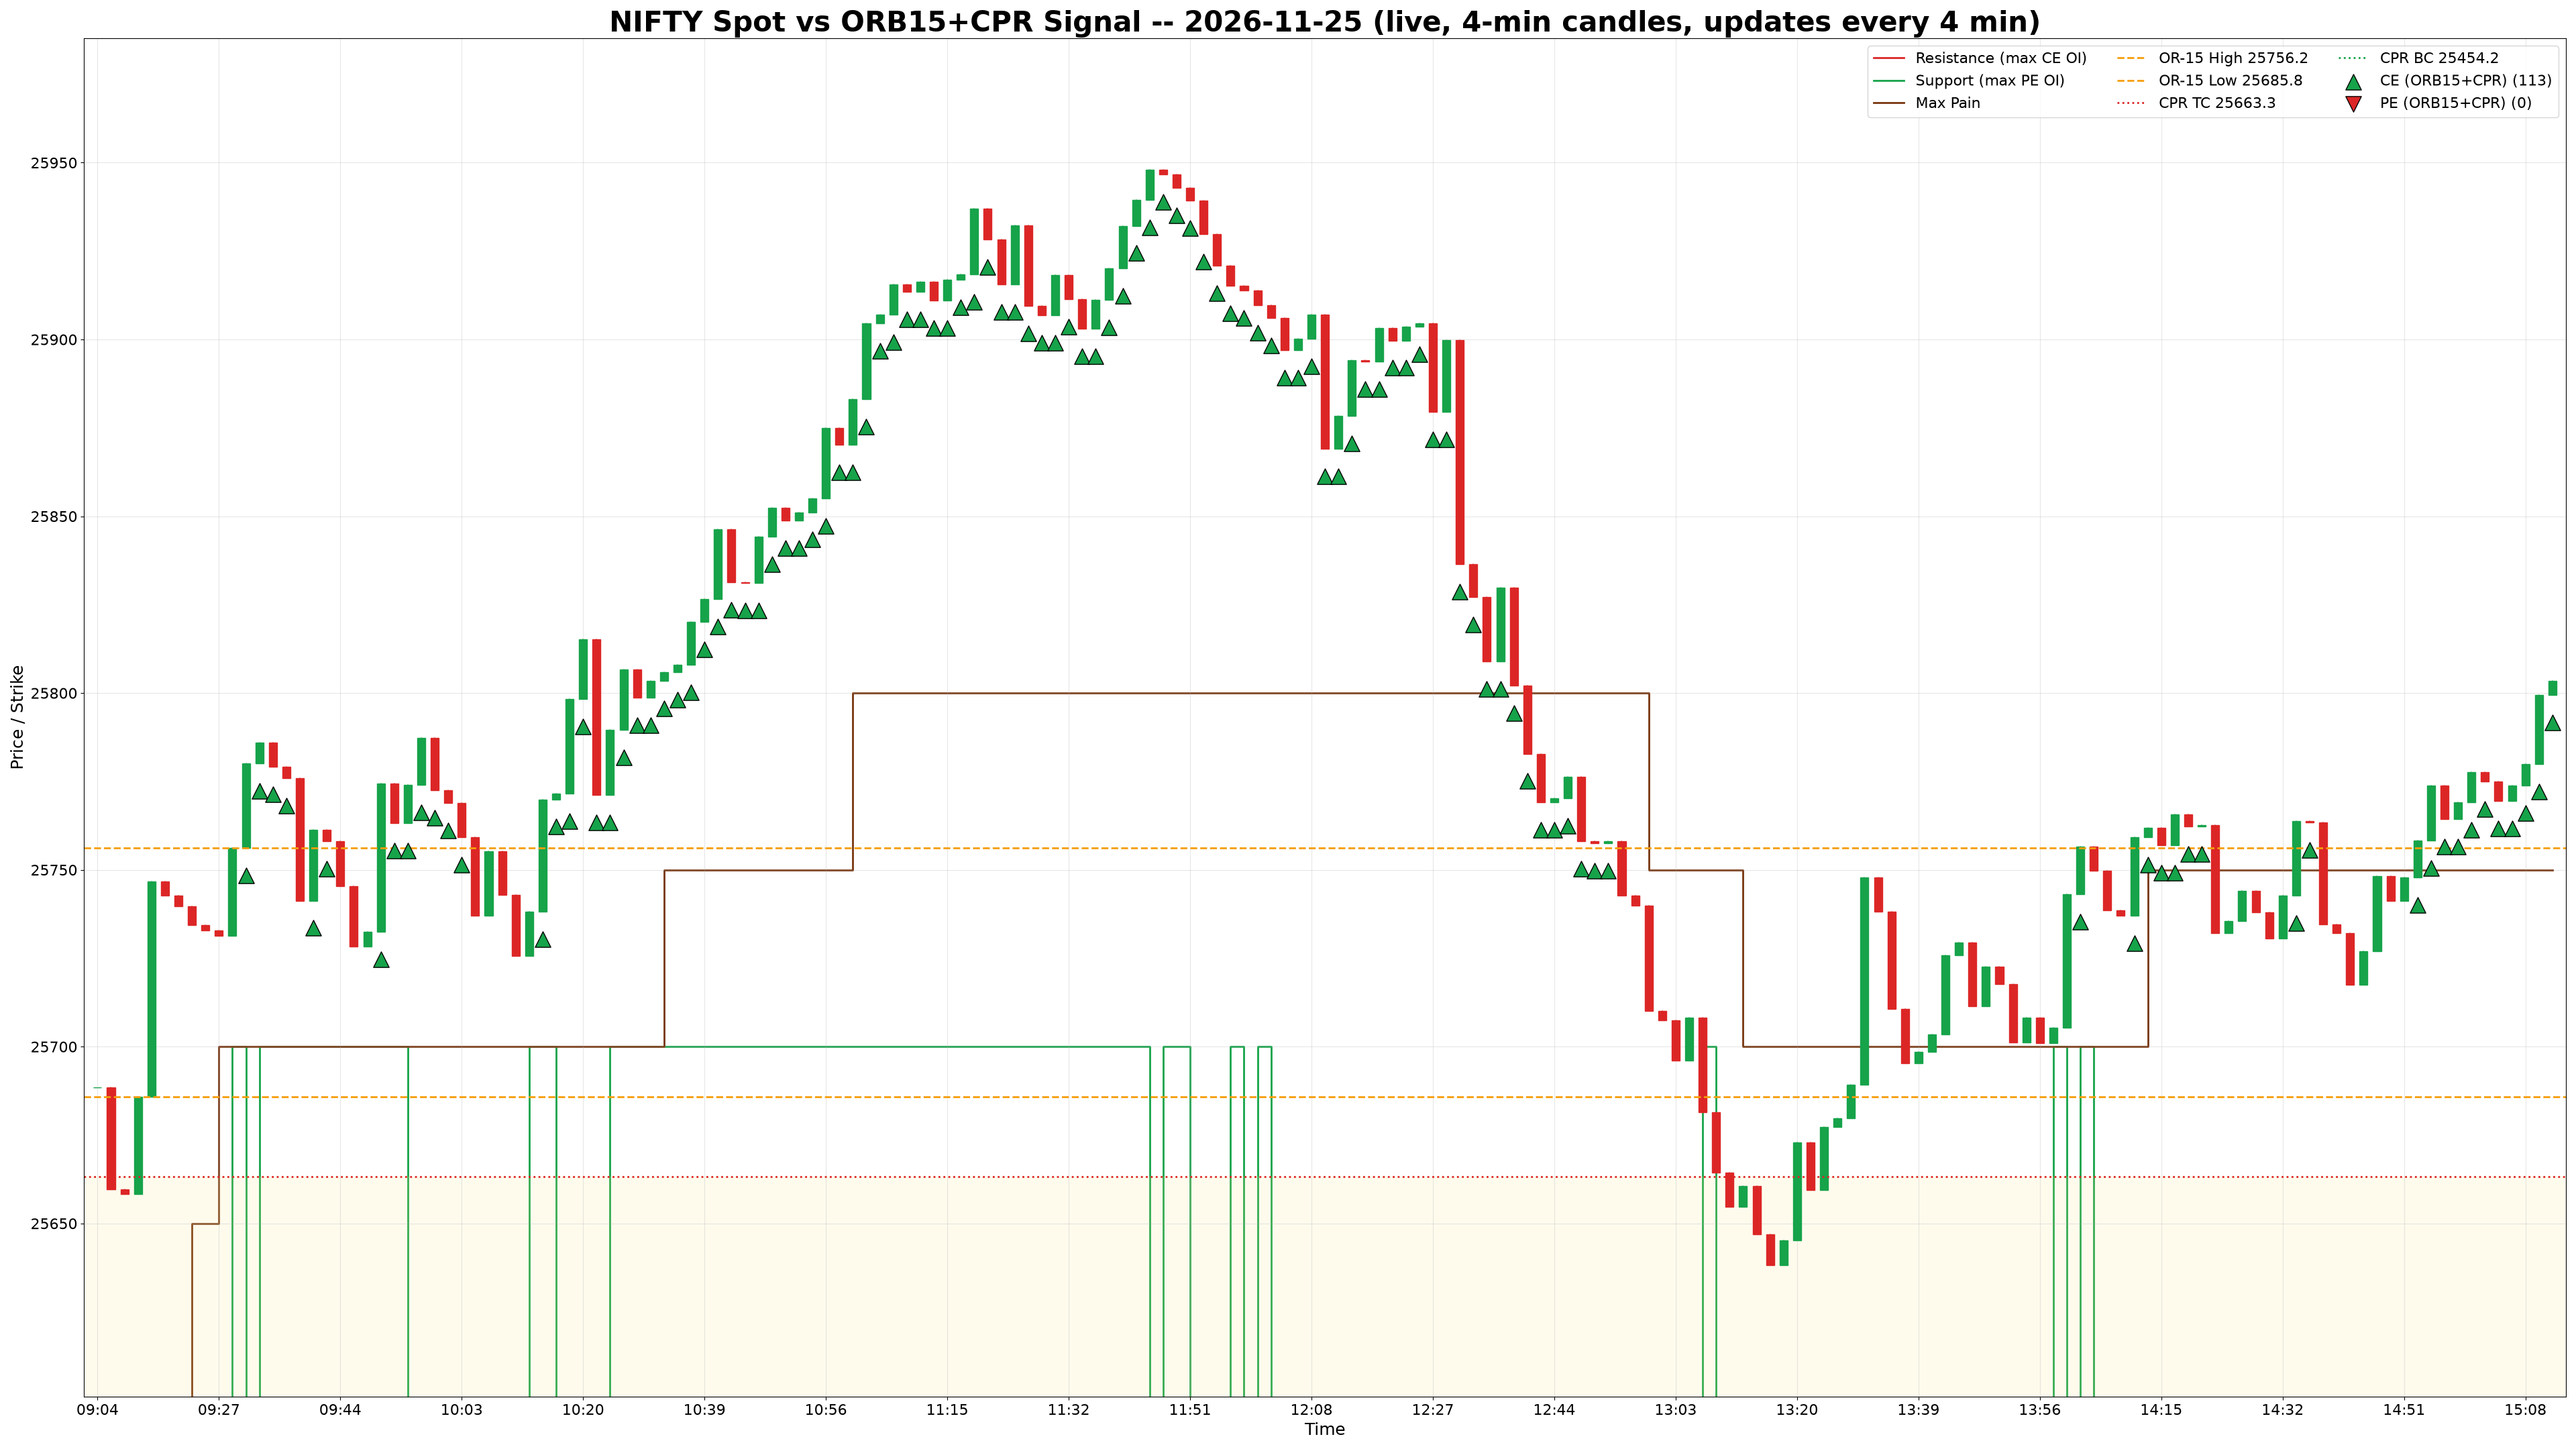 NIFTY Spot vs ORB15+CPR Signal -- 2026-11-25 (live, 4-min candles, updates every 4 min)
Resistance (max CE OI)
Support (max PE OI)
Max Pain
OR-15 High 25756.2
OR-15 Low 25685.8
CPR TC 25663.3
CPR BC 25454.2
CE (ORB15+CPR) (113)
PE (ORB15+CPR) (0)
Price / Strike
25950
25900
25850
25800
25750
25700
25650
09:04 09:27 09:44 10:03 10:20 10:39 10:56 11:15 11:32 11:51 12:08 12:27 12:44 13:03 13:20 13:39 13:56 14:15 14:32 14:51 15:08
Time